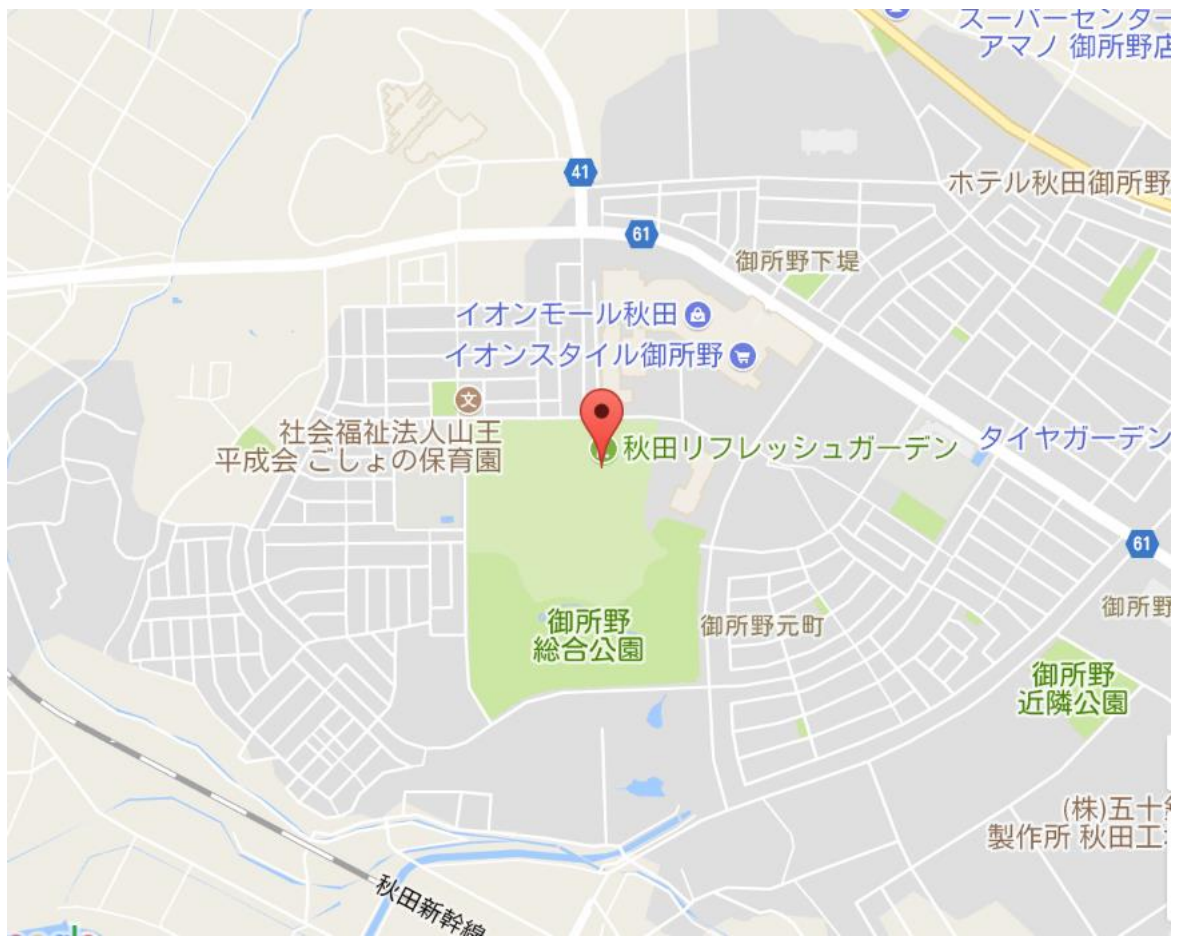 スーパーセンター
アマノ 御所野店
41
ホテル秋田御所野
61
御所野下堤
イオンモール秋田
イオンスタイル御所野
文
社会福祉法人山王
平成会 ごしょの保育園
秋田リフレッシュガーデン
タイヤガーデン
61
御所野
総合公園
御所野元町
御所野
御所野
近隣公園
(株)五十
製作所 秋田工
秋田新幹線